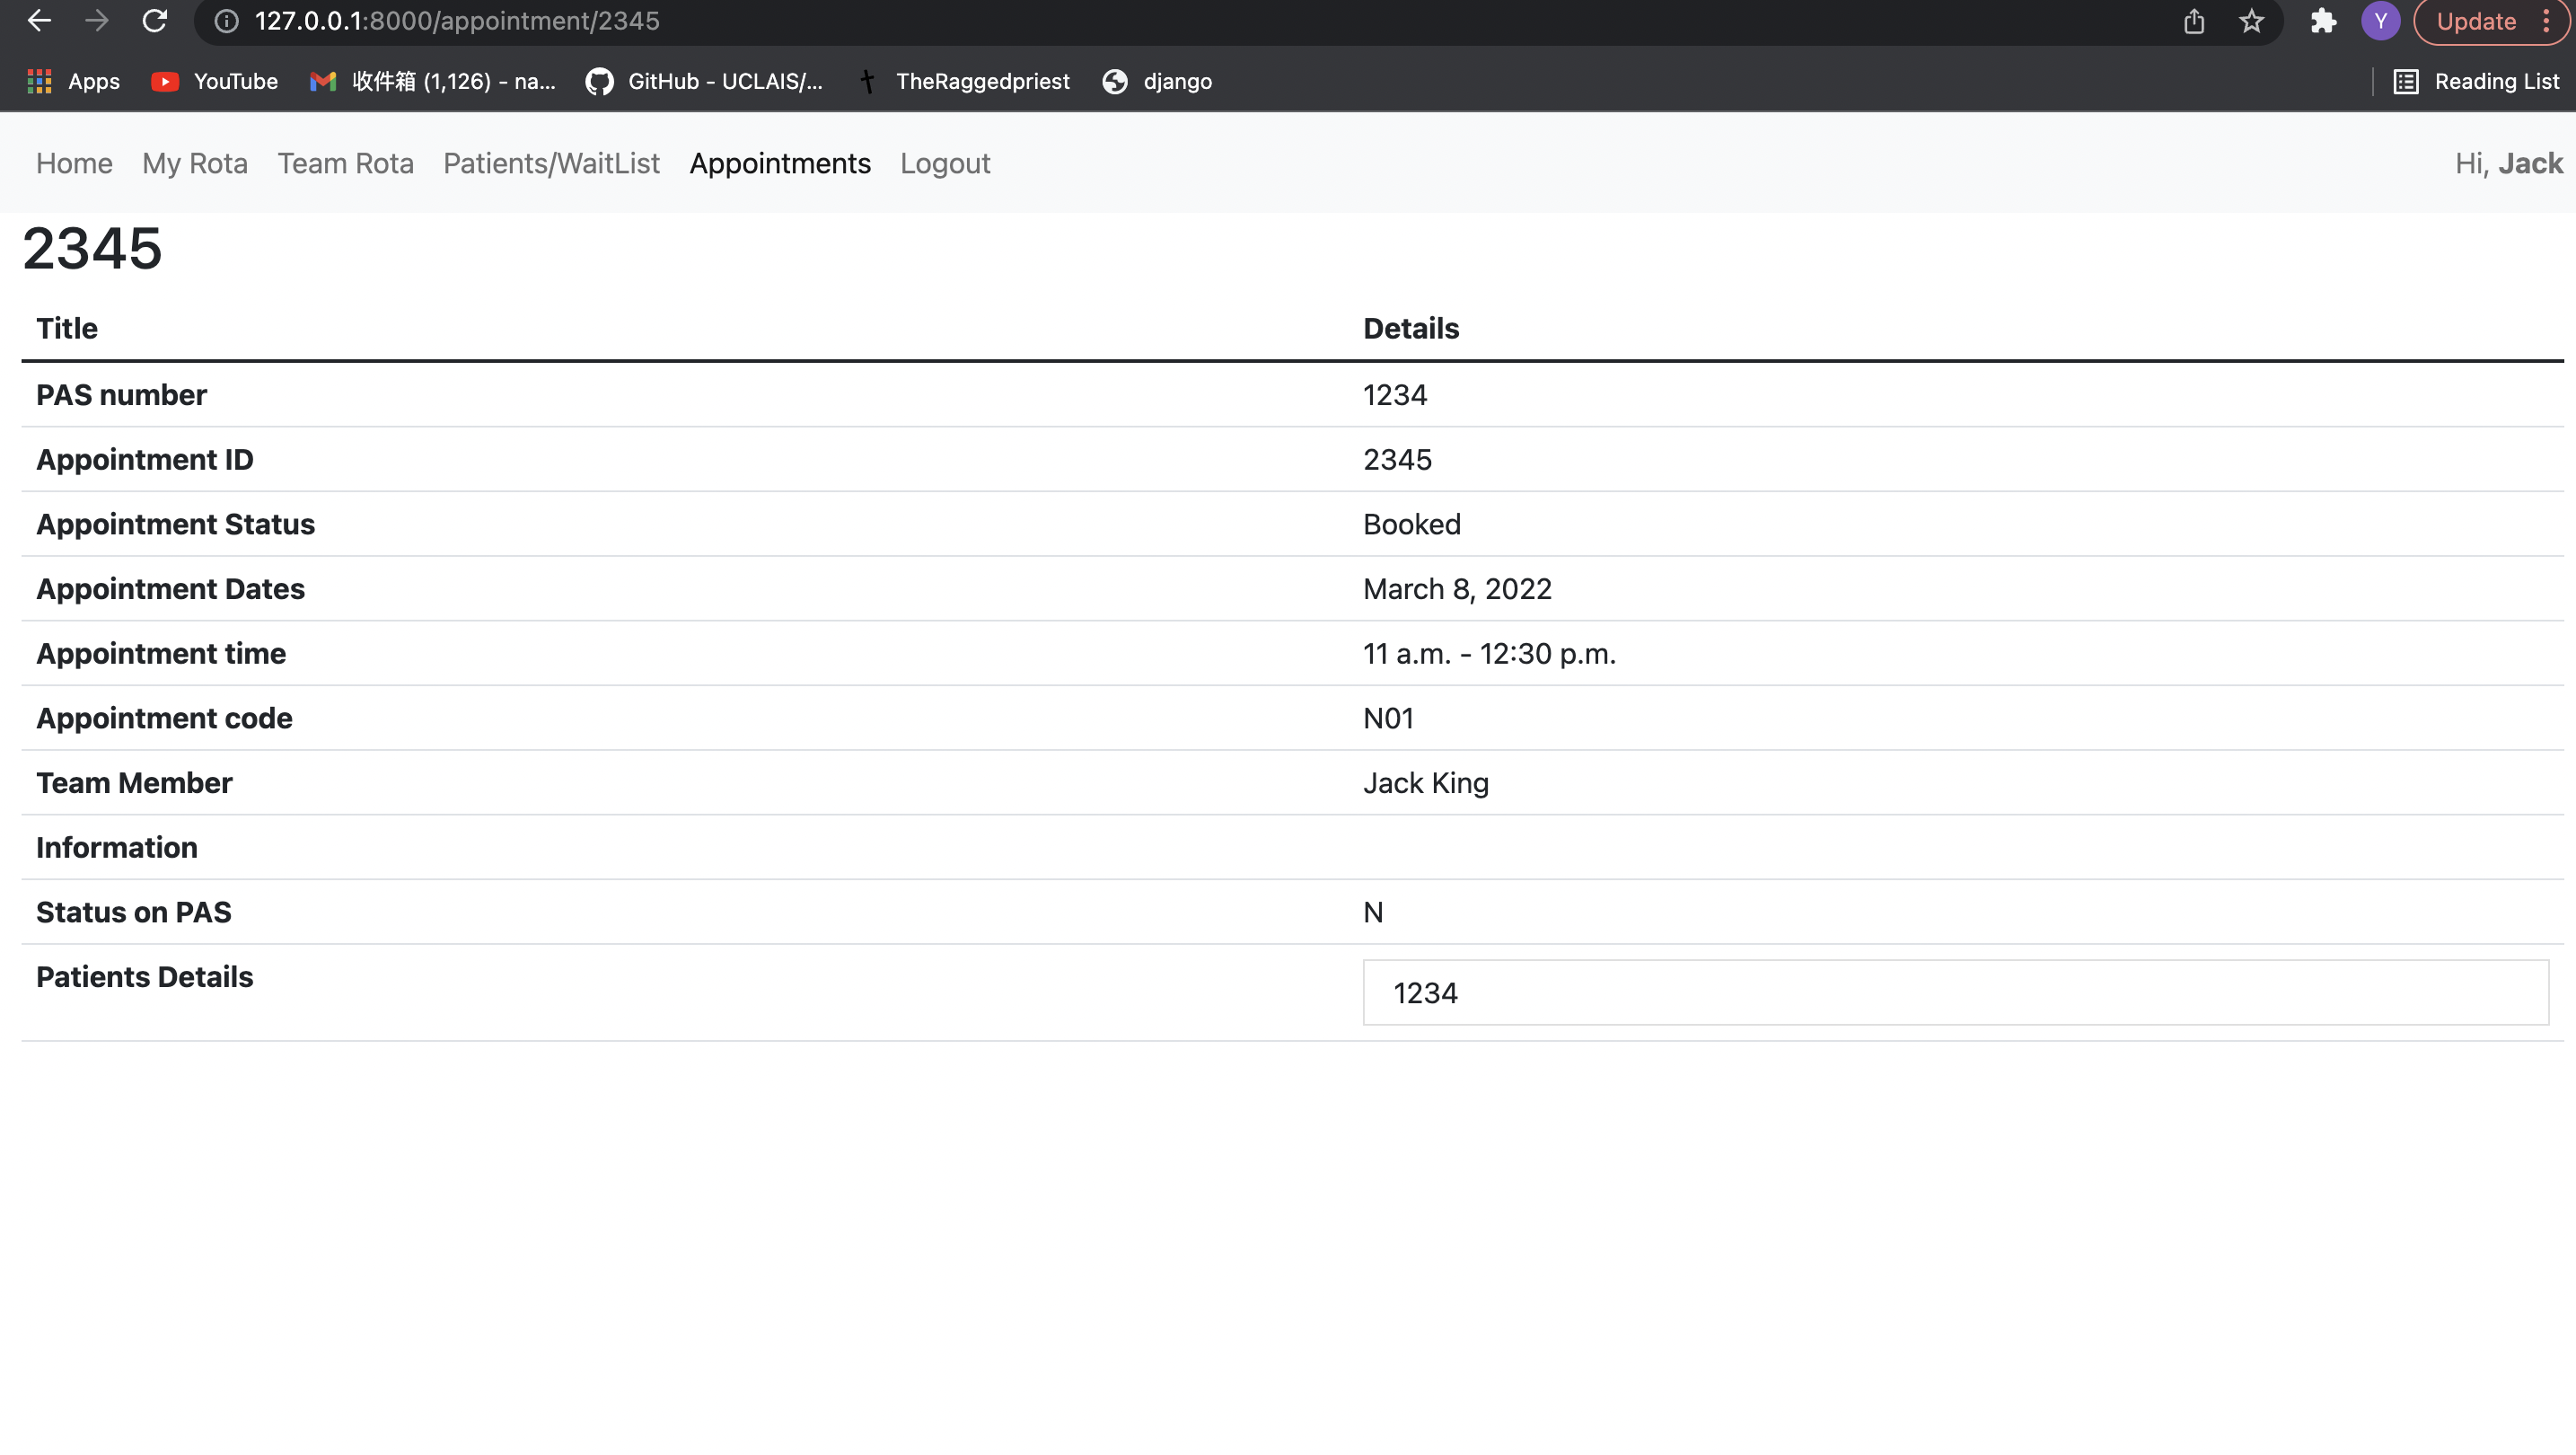 127.0.0.1:8000/appointment/2345 Y Update
Apps YouTube 收件箱 (1,126) - na... GitHub - UCLAIS/... TheRaggedpriest django Reading List
Home My Rota Team Rota Patients/WaitList Appointments Logout Hi, Jack
2345
Title Details
PAS number 1234
Appointment ID 2345
Appointment Status Booked
Appointment Dates March 8, 2022
Appointment time 11 a.m. - 12:30 p.m.
Appointment code N01
Team Member Jack King
Information
Status on PAS N
Patients Details 1234